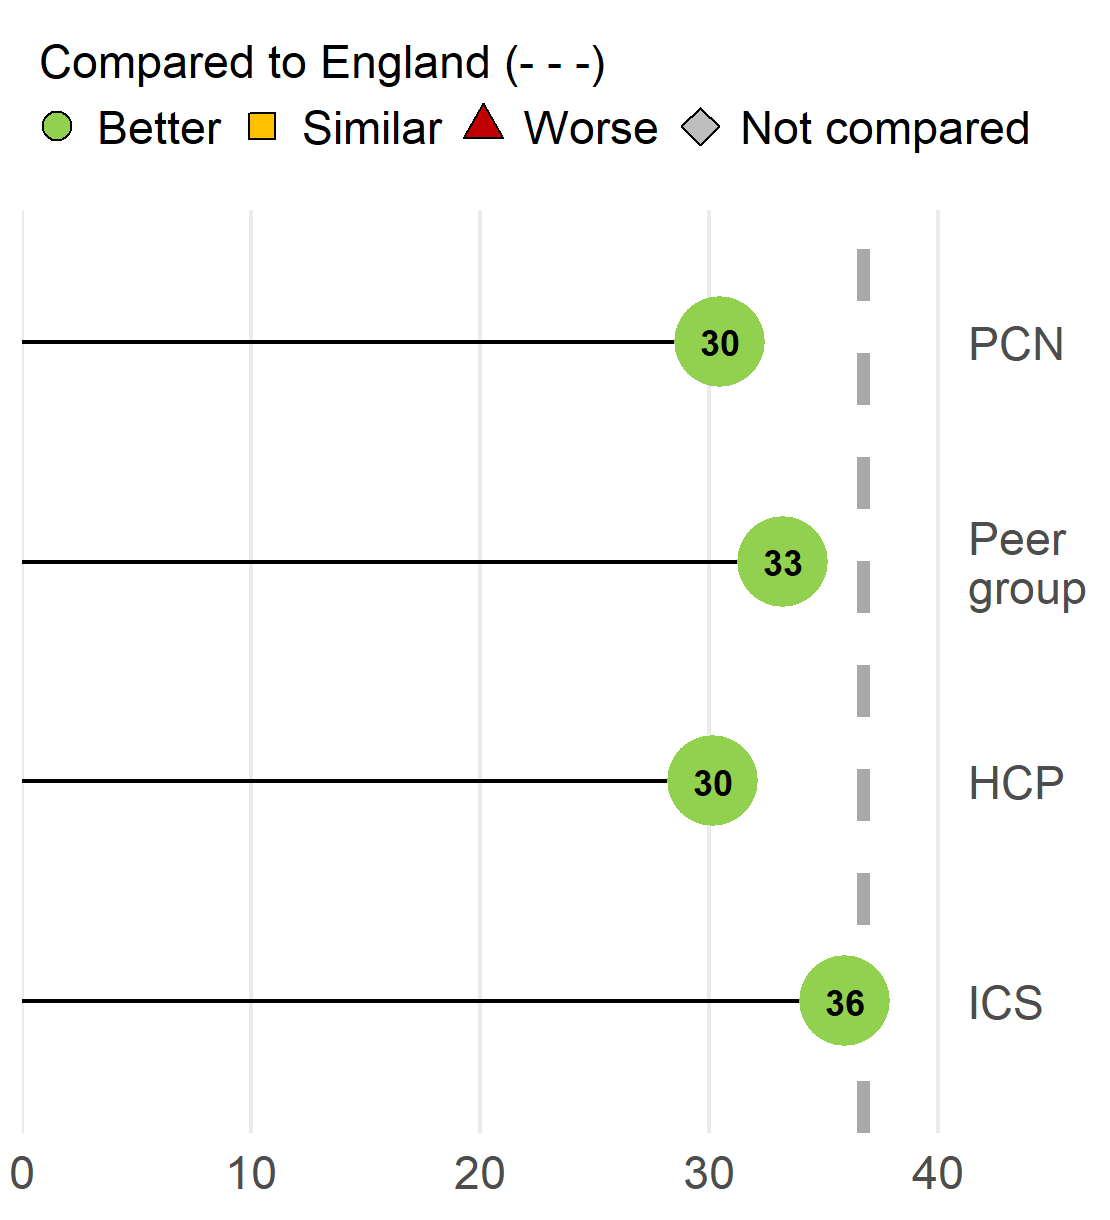 Compared to England (- - -)
Better Similar Worse Not compared
30 PCN
33 Peer
group
30 HCP
36 ICS
0 10 20 30 40